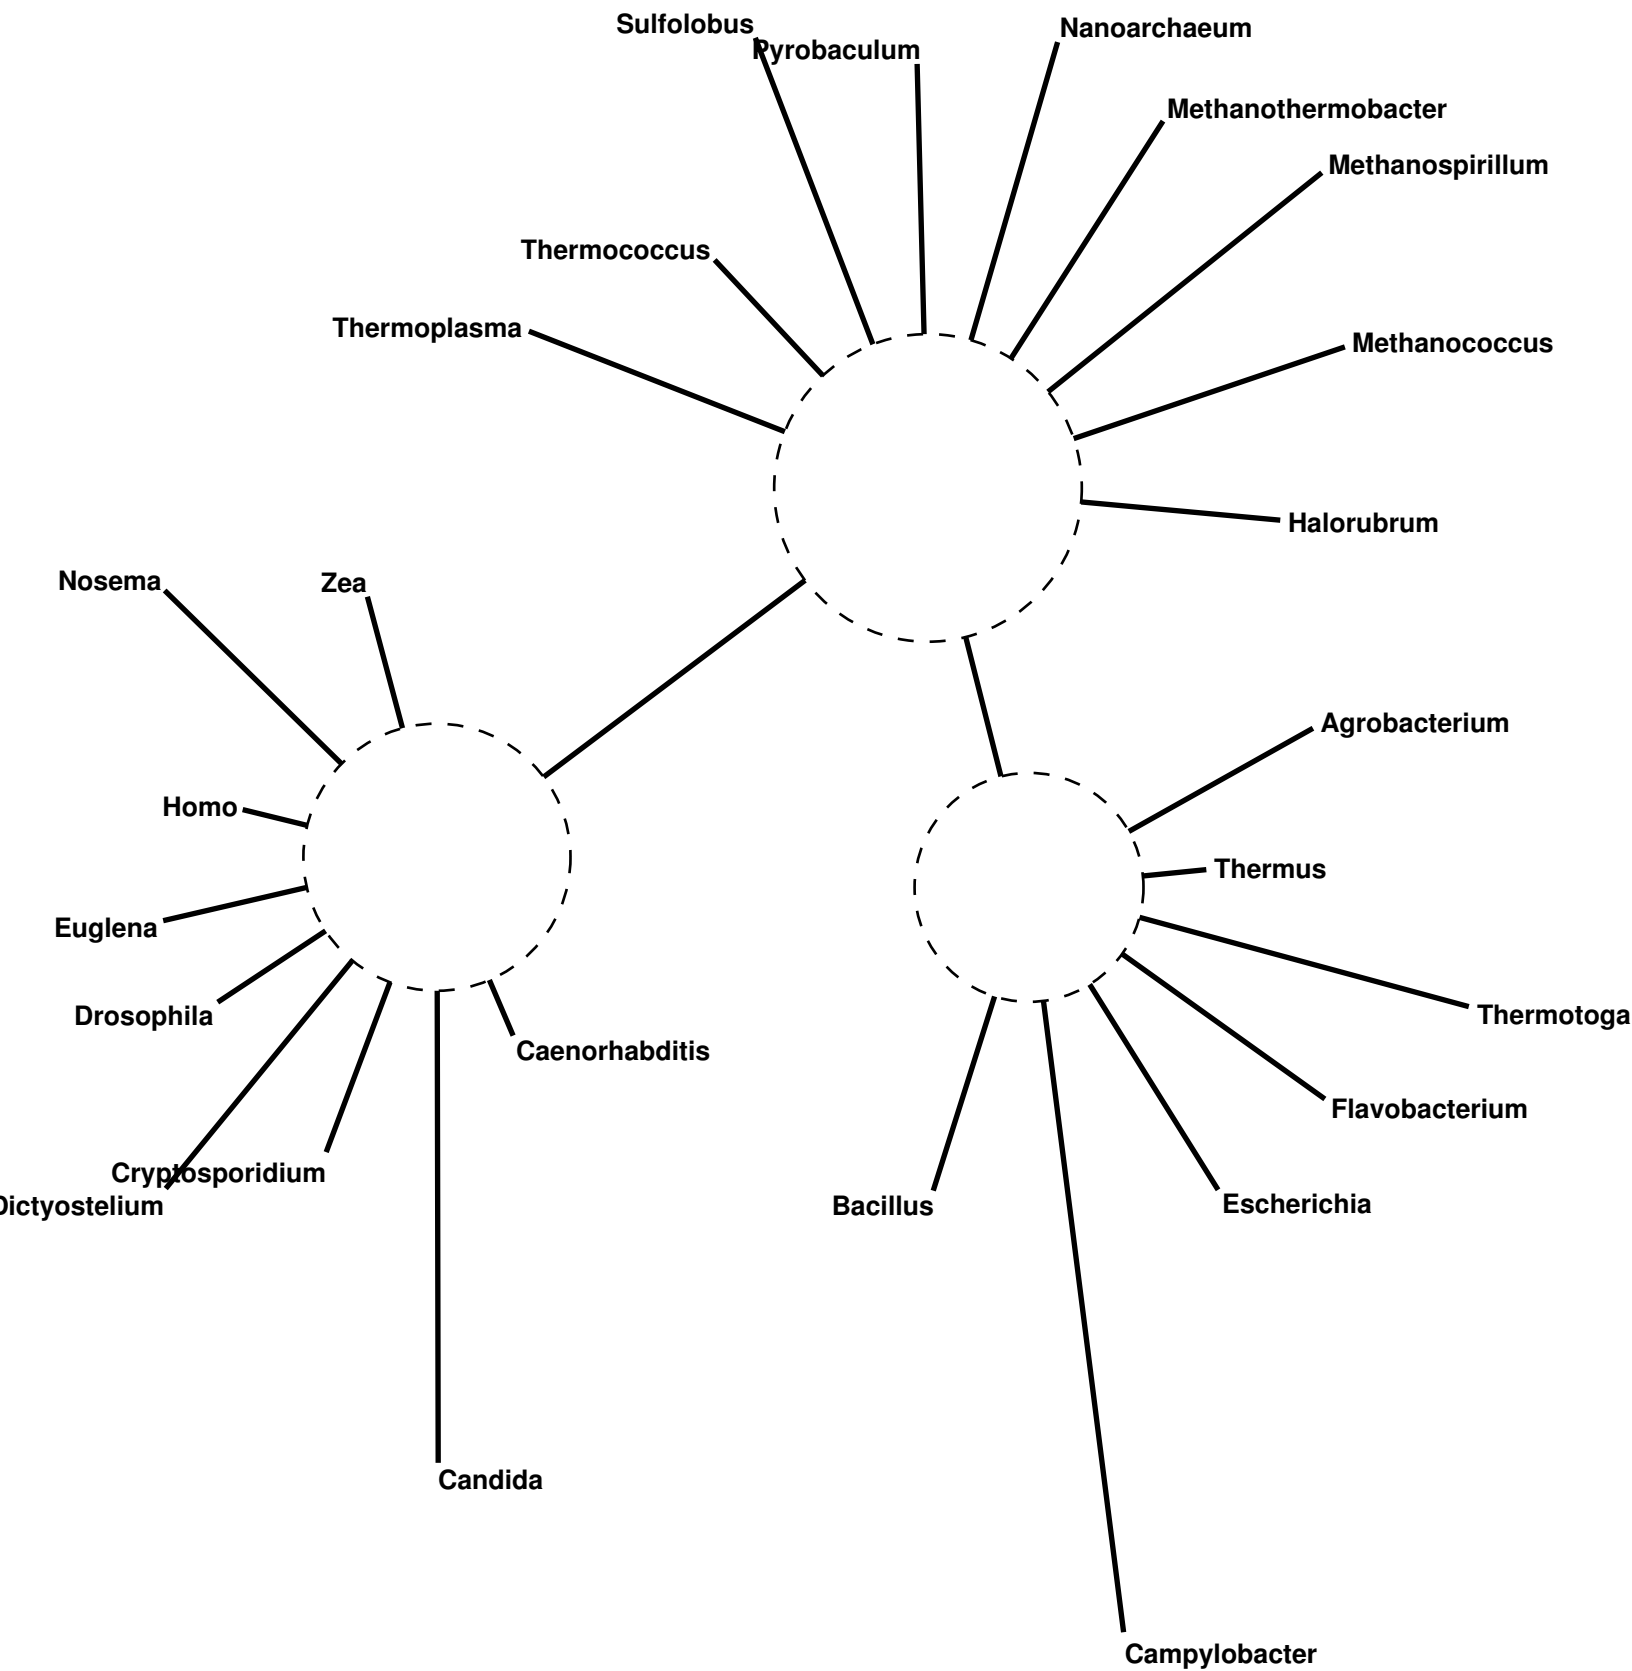 Sulfolobus
Nanoarchaeum
Pyrobaculum
Methanothermobacter
Methanospirillum
Thermococcus
Thermoplasma
Methanococcus
Halorubrum
Nosema
Zea
Agrobacterium
Homo
Thermus
Euglena
Drosophila
Thermotoga
Caenorhabditis
Flavobacterium
Cryptosporidium
Dictyostelium
Bacillus
Escherichia
Candida
Campylobacter